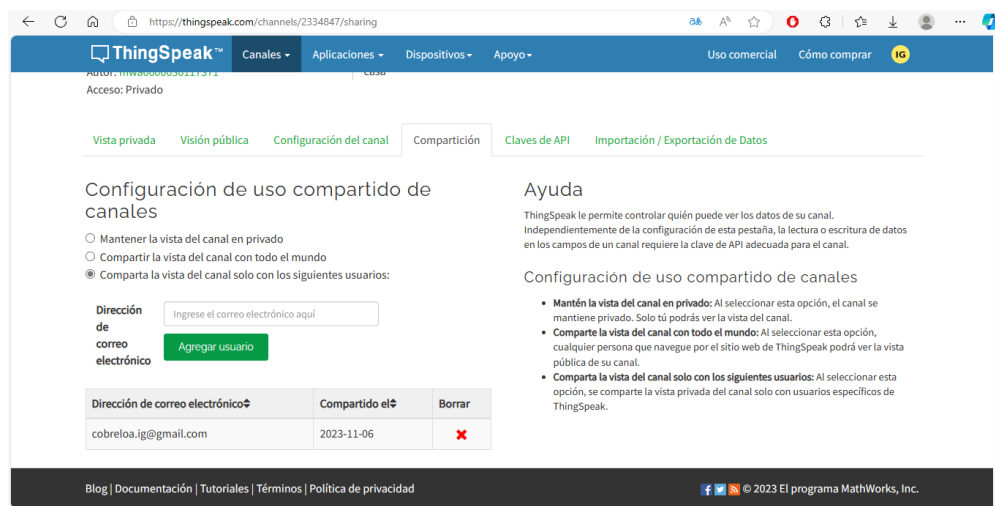 https://thingspeak.com/channels/2334847/sharing
ThingSpeak™ Canales Aplicaciones Dispositivos Apoyo Uso comercial Cómo comprar IG
Autor: mwa0000030117371
casa
Acceso: Privado
Vista privada Visión pública Configuración del canal Compartición Claves de API Importación / Exportación de Datos
Configuración de uso compartido de
canales
Mantener la vista del canal en privado
Compartir la vista del canal con todo el mundo
Comparta la vista del canal solo con los siguientes usuarios:
Dirección
de
correo
electrónico
Ingrese el correo electrónico aquí
Agregar usuario
Dirección de correo electrónico Compartido el Borrar
cobreloa.ig@gmail.com 2023-11-06
Ayuda
ThingSpeak le permite controlar quién puede ver los datos de su canal.
Independientemente de la configuración de esta pestaña, la lectura o escritura de datos
en los campos de un canal requiere la clave de API adecuada para el canal.
Configuración de uso compartido de canales
Mantén la vista del canal en privado: Al seleccionar esta opción, el canal se
mantiene privado. Solo tú podrás ver la vista del canal.
Comparte la vista del canal con todo el mundo: Al seleccionar esta opción,
cualquier persona que navegue por el sitio web de ThingSpeak podrá ver la vista
pública de su canal.
Comparta la vista del canal solo con los siguientes usuarios: Al seleccionar esta
opción, se comparte la vista privada del canal solo con usuarios específicos de
ThingSpeak.
Blog | Documentación | Tutoriales | Términos | Política de privacidad
© 2023 El programa MathWorks, Inc.